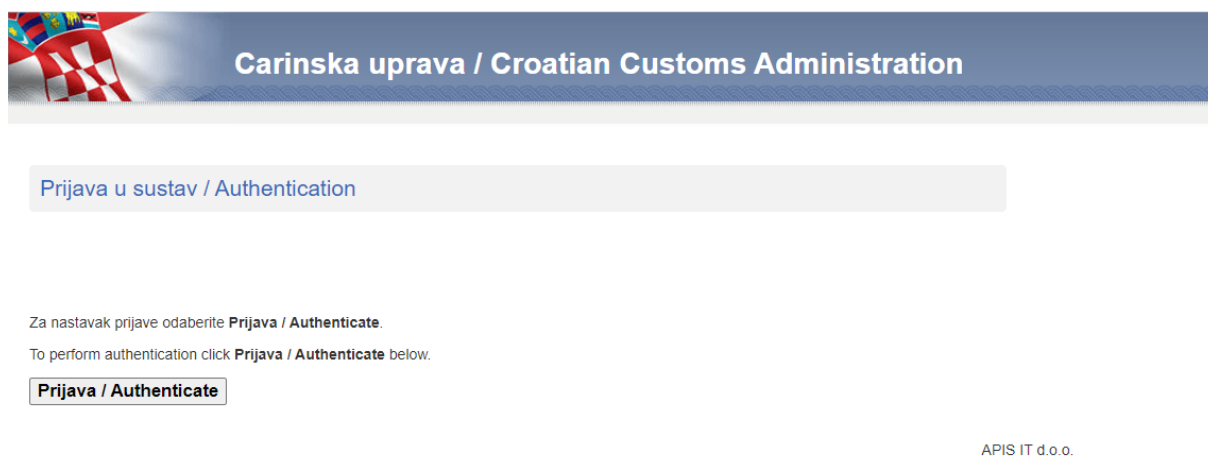 Carinska uprava / Croatian Customs Administration
Prijava u sustav / Authentication
Za nastavak prijave odaberite Prijava / Authenticate.
To perform authentication click Prijava / Authenticate below.
Prijava / Authenticate
APIS IT d.o.o.